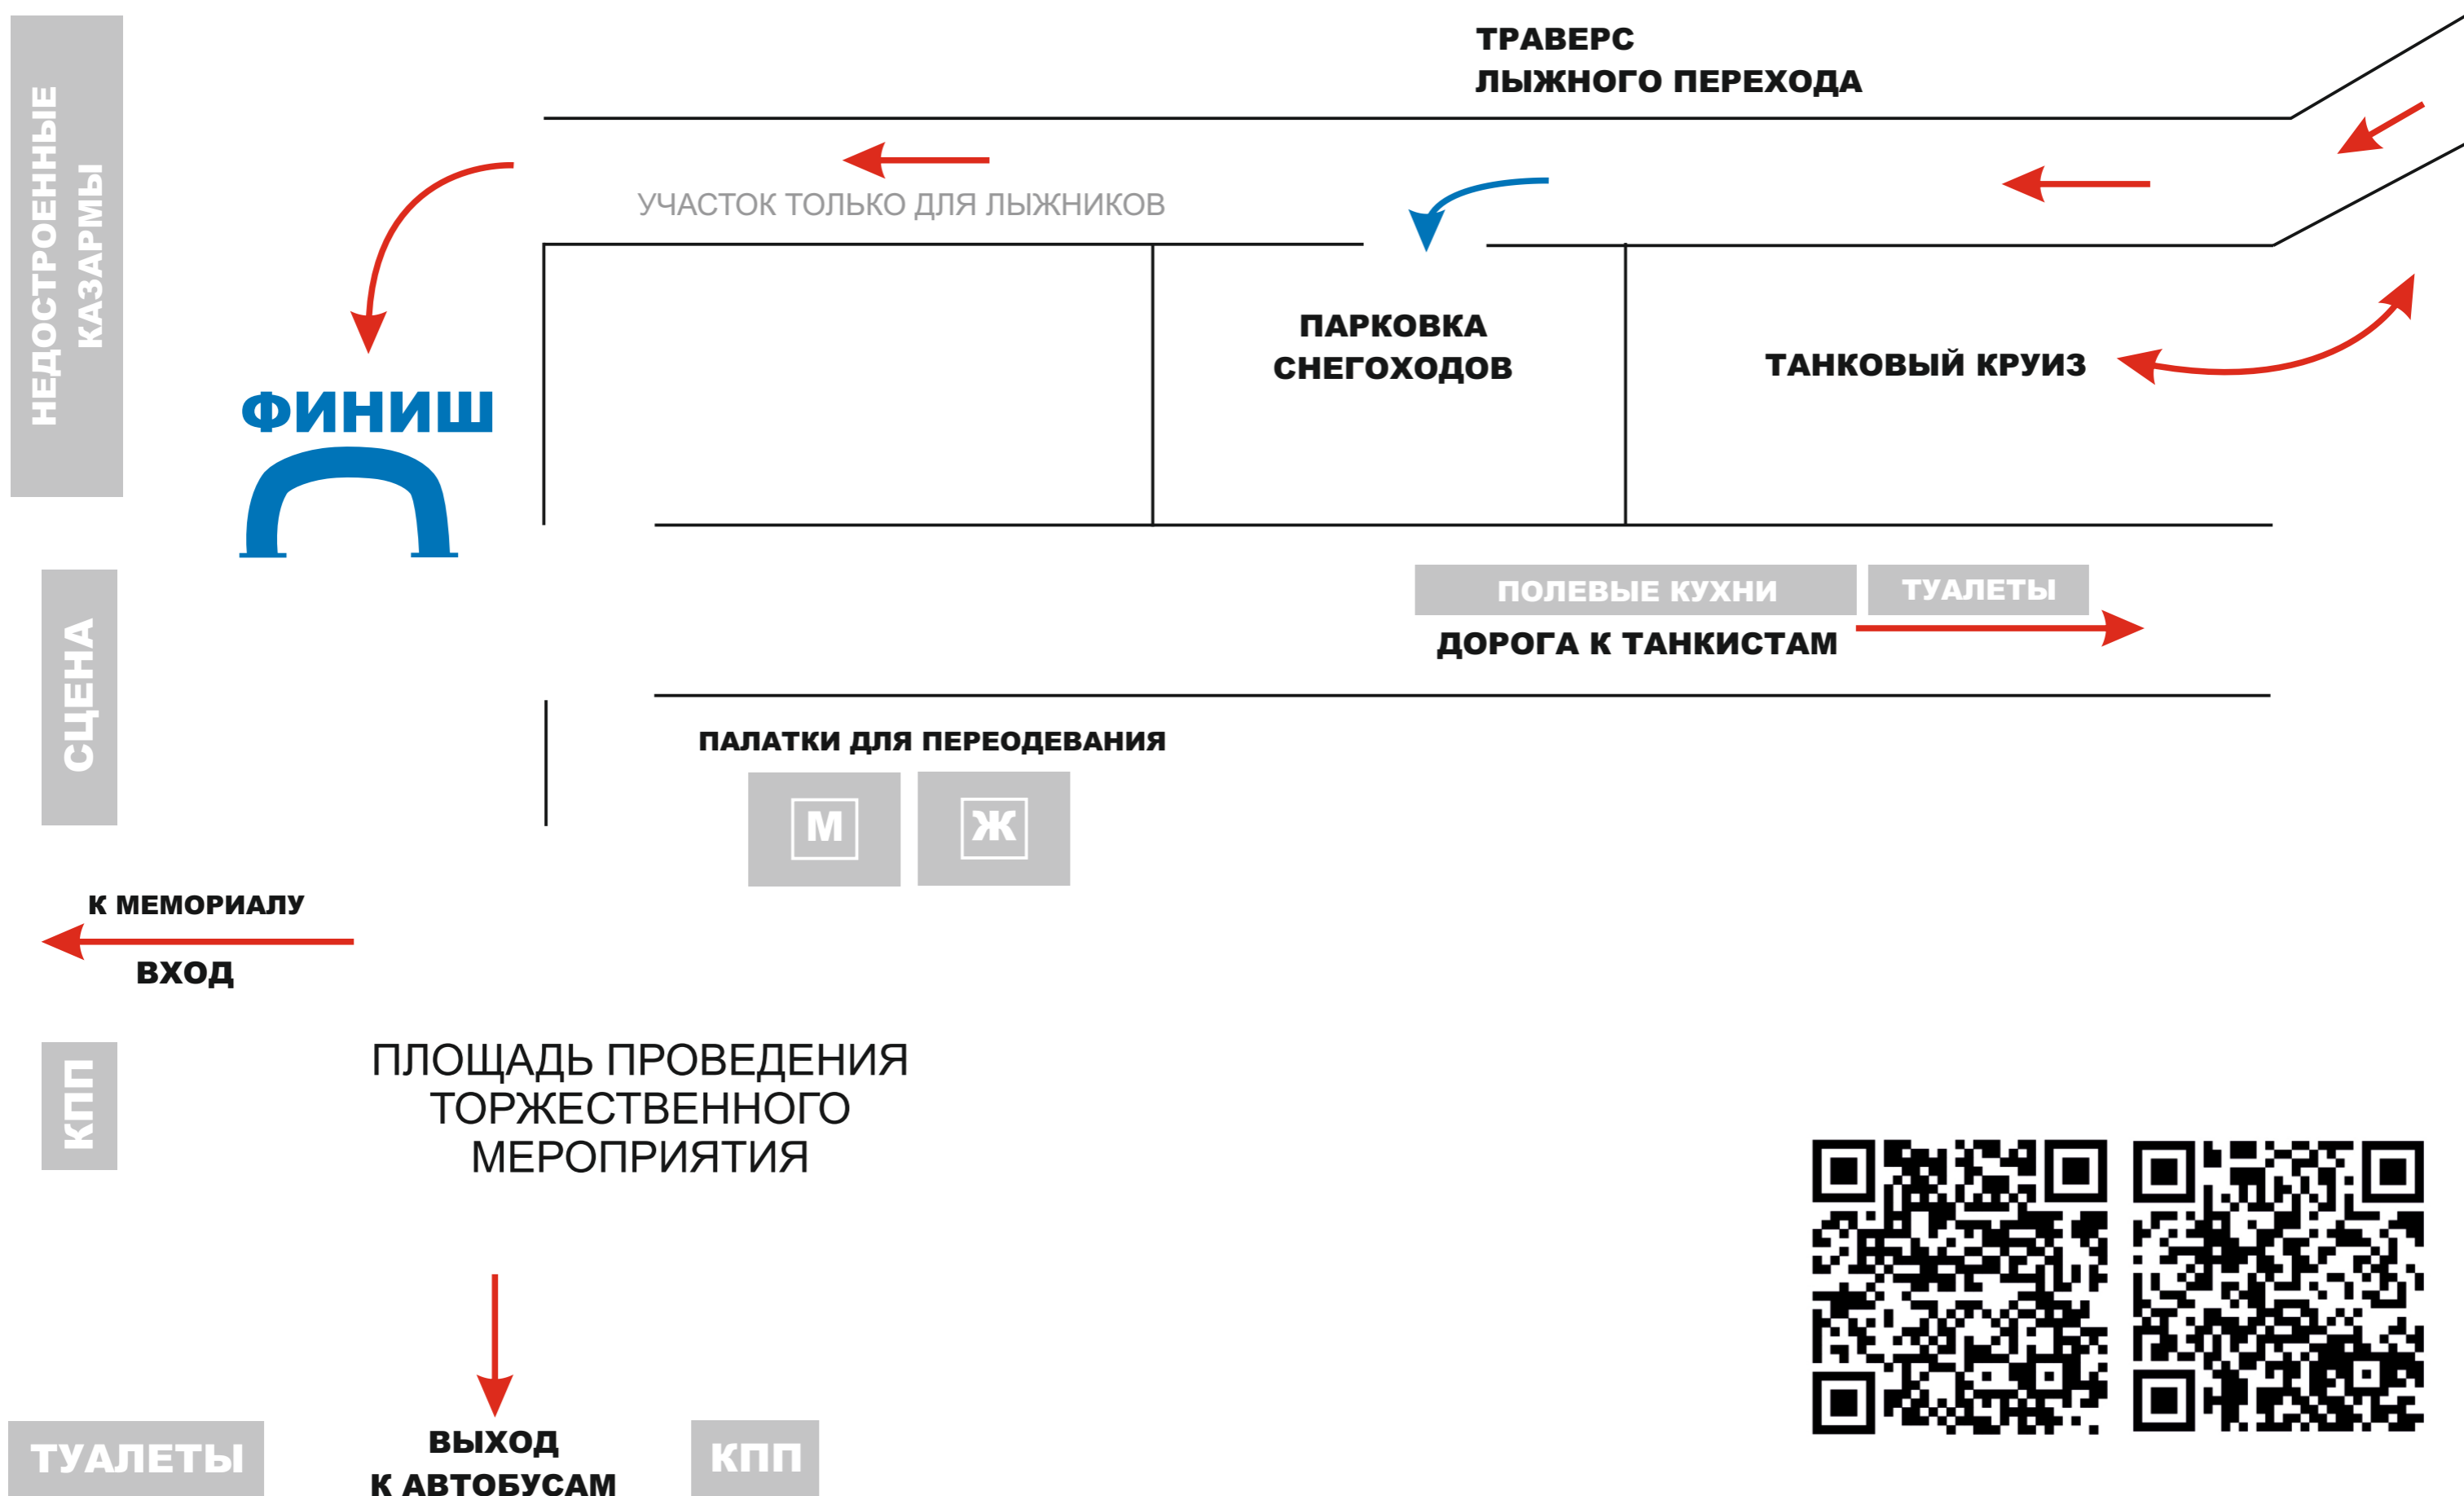 ТРАВЕРС
ЛЫЖНОГО ПЕРЕХОДА
НЕДОСТРОЕННЫЕ
КАЗАРМЫ
УЧАСТОК ТОЛЬКО ДЛЯ ЛЫЖНИКОВ
ПАРКОВКА
СНЕГОХОДОВ
ТАНКОВЫЙ КРУИЗ
ФИНИШ
ПОЛЕВЫЕ КУХНИ
ТУАЛЕТЫ
ДОРОГА К ТАНКИСТАМ
СЦЕНА
ПАЛАТКИ ДЛЯ ПЕРЕОДЕВАНИЯ
М
Ж
К МЕМОРИАЛУ
ВХОД
КПП
ПЛОЩАДЬ ПРОВЕДЕНИЯ
ТОРЖЕСТВЕННОГО
МЕРОПРИЯТИЯ
ТУАЛЕТЫ
ВЫХОД
К АВТОБУСАМ
КПП